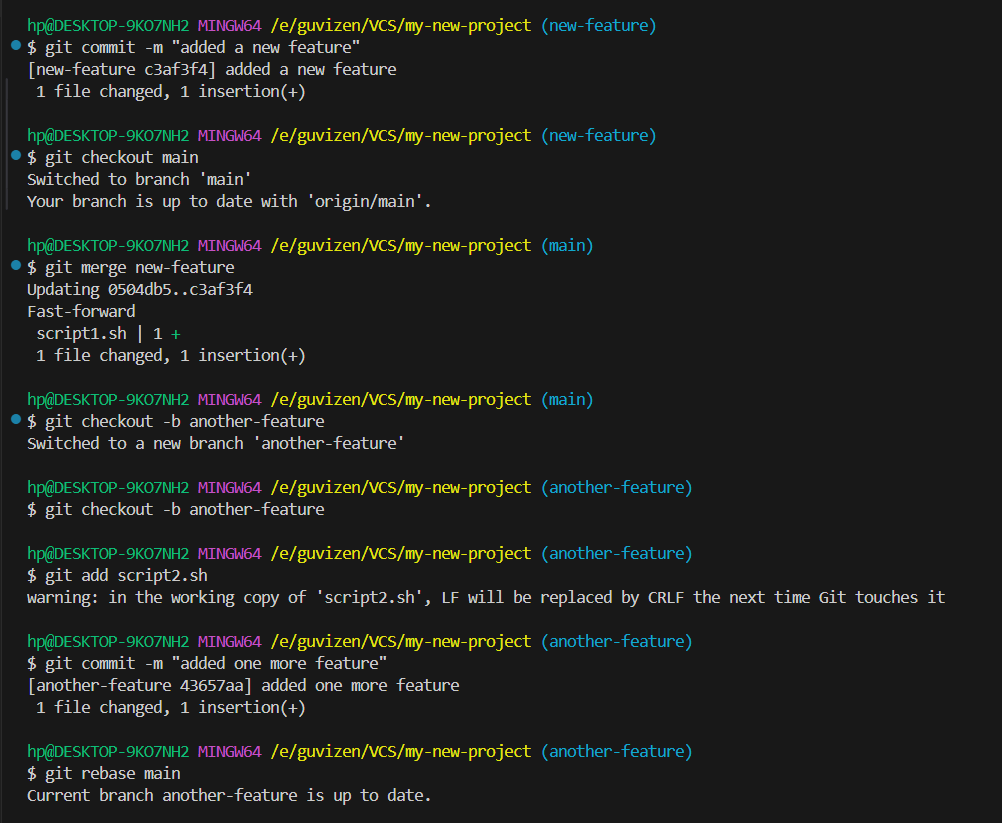 hp@DESKTOP-9KO7NH2 MINGW64 /e/guvizen/VCS/my-new-project (new-feature)
$ git commit -m "added a new feature"
[new-feature c3af3f4] added a new feature
 1 file changed, 1 insertion(+)

hp@DESKTOP-9KO7NH2 MINGW64 /e/guvizen/VCS/my-new-project (new-feature)
$ git checkout main
Switched to branch 'main'
Your branch is up to date with 'origin/main'.

hp@DESKTOP-9KO7NH2 MINGW64 /e/guvizen/VCS/my-new-project (main)
$ git merge new-feature
Updating 0504db5..c3af3f4
Fast-forward
 script1.sh | 1 +
 1 file changed, 1 insertion(+)

hp@DESKTOP-9KO7NH2 MINGW64 /e/guvizen/VCS/my-new-project (main)
$ git checkout -b another-feature
Switched to a new branch 'another-feature'

hp@DESKTOP-9KO7NH2 MINGW64 /e/guvizen/VCS/my-new-project (another-feature)
$ git checkout -b another-feature

hp@DESKTOP-9KO7NH2 MINGW64 /e/guvizen/VCS/my-new-project (another-feature)
$ git add script2.sh
warning: in the working copy of 'script2.sh', LF will be replaced by CRLF the next time Git touches it

hp@DESKTOP-9KO7NH2 MINGW64 /e/guvizen/VCS/my-new-project (another-feature)
$ git commit -m "added one more feature"
[another-feature 43657aa] added one more feature
 1 file changed, 1 insertion(+)

hp@DESKTOP-9KO7NH2 MINGW64 /e/guvizen/VCS/my-new-project (another-feature)
$ git rebase main
Current branch another-feature is up to date.